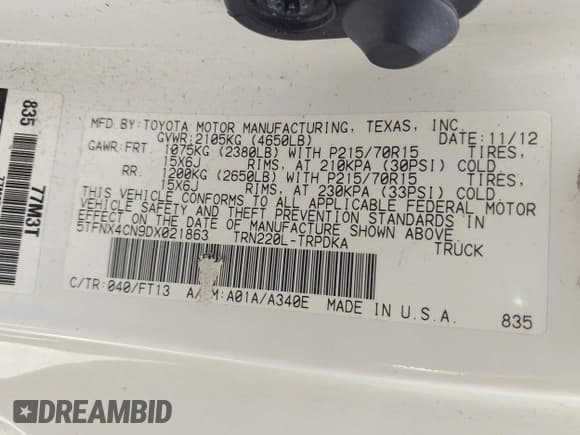 MFD BY:TOYOTA MOTOR MANUFACTURING, TEXAS, INC.
GVWR:2105KG (4650LB) DATE:11/12
GAWR:FRT. 1075KG (2380LB) WITH P215/70R15 TIRES,
15X6J RIMS, AT 210KPA (30PSI) COLD
RR. 1200KG (2650LB) WITH P215/70R15 TIRES,
15X6J RIMS, AT 230KPA (33PSI) COLD
THIS VEHICLE CONFORMS TO ALL APPLICABLE FEDERAL MOTOR
VEHICLE SAFETY AND THEFT PREVENTION STANDARDS IN
EFFECT ON THE DATE OF MANUFACTURE SHOWN ABOVE.
5TFNX4CN9DX021863 TRN220L-TRPDKA TRUCK
C/TR:040/FT13 A/ M:A01A/A340E MADE IN U.S.A. 835
835
77M3T
DREAMBID